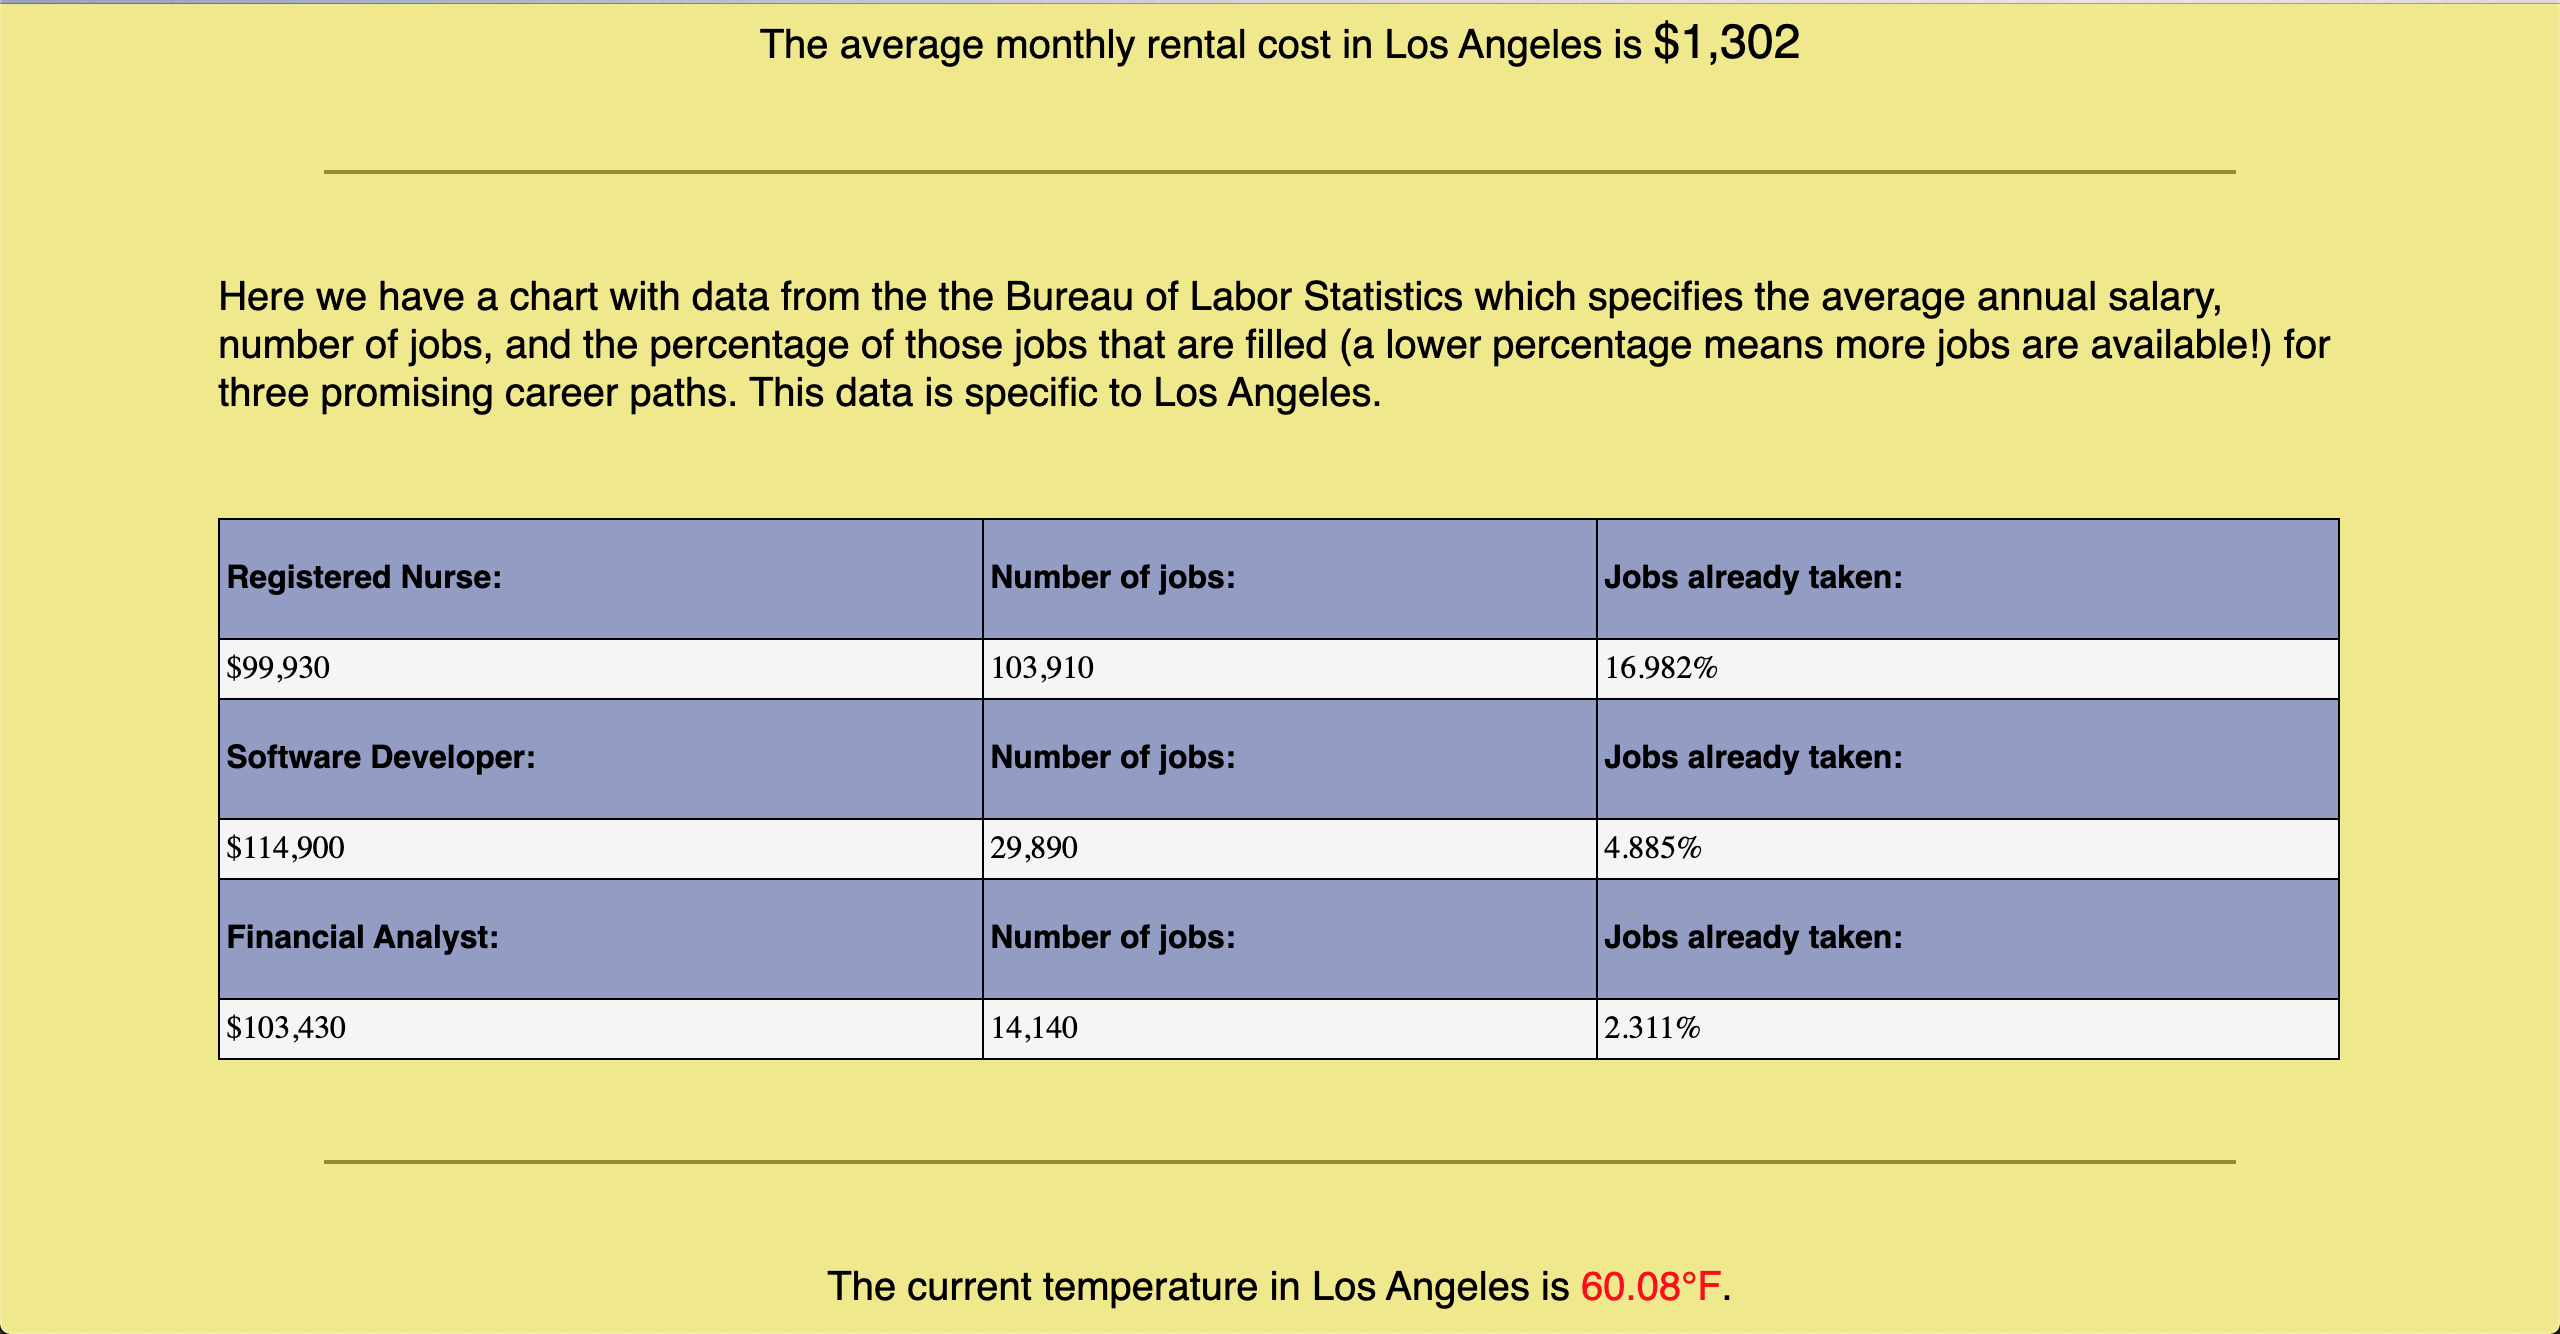 The average monthly rental cost in Los Angeles is $1,302
Here we have a chart with data from the the Bureau of Labor Statistics which specifies the average annual salary,
number of jobs, and the percentage of those jobs that are filled (a lower percentage means more jobs are available!) for
three promising career paths. This data is specific to Los Angeles.
Registered Nurse: Number of jobs: Jobs already taken:
$99,930 103,910 16.982%
Software Developer: Number of jobs: Jobs already taken:
$114,900 29,890 4.885%
Financial Analyst: Number of jobs: Jobs already taken:
$103,430 14,140 2.311%
The current temperature in Los Angeles is 60.08°F.